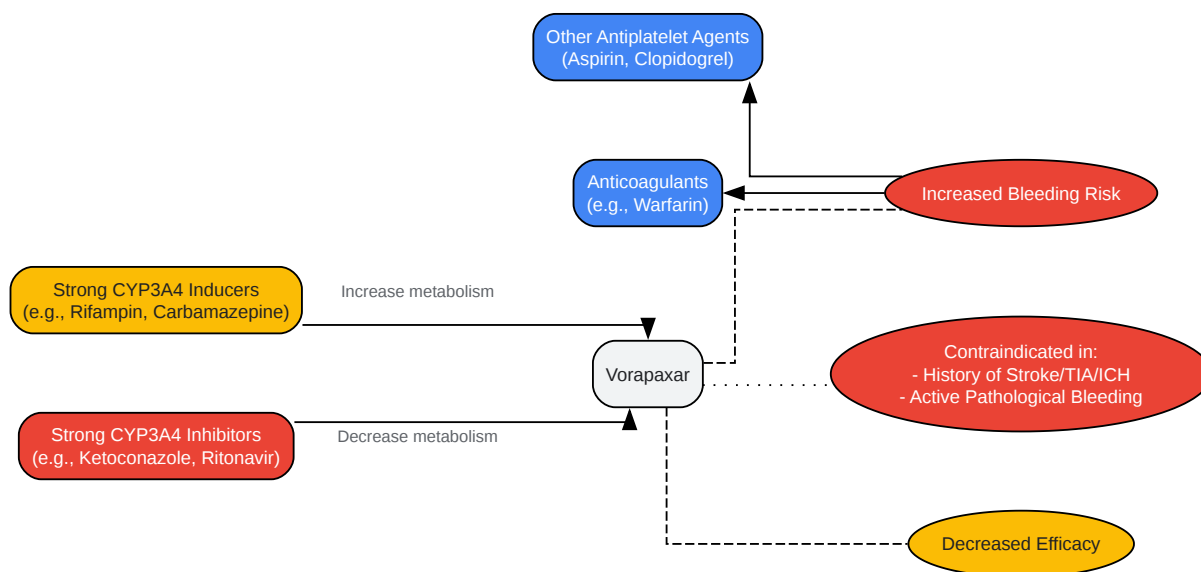 Other Antiplatelet Agents
(Aspirin, Clopidogrel)
Anticoagulants
(e.g., Warfarin)
Increased Bleeding Risk
Strong CYP3A4 Inducers
(e.g., Rifampin, Carbamazepine)
Increase metabolism
Vorapaxar
Contraindicated in:
- History of Stroke/TIA/ICH
- Active Pathological Bleeding
Strong CYP3A4 Inhibitors
(e.g., Ketoconazole, Ritonavir)
Decrease metabolism
Decreased Efficacy